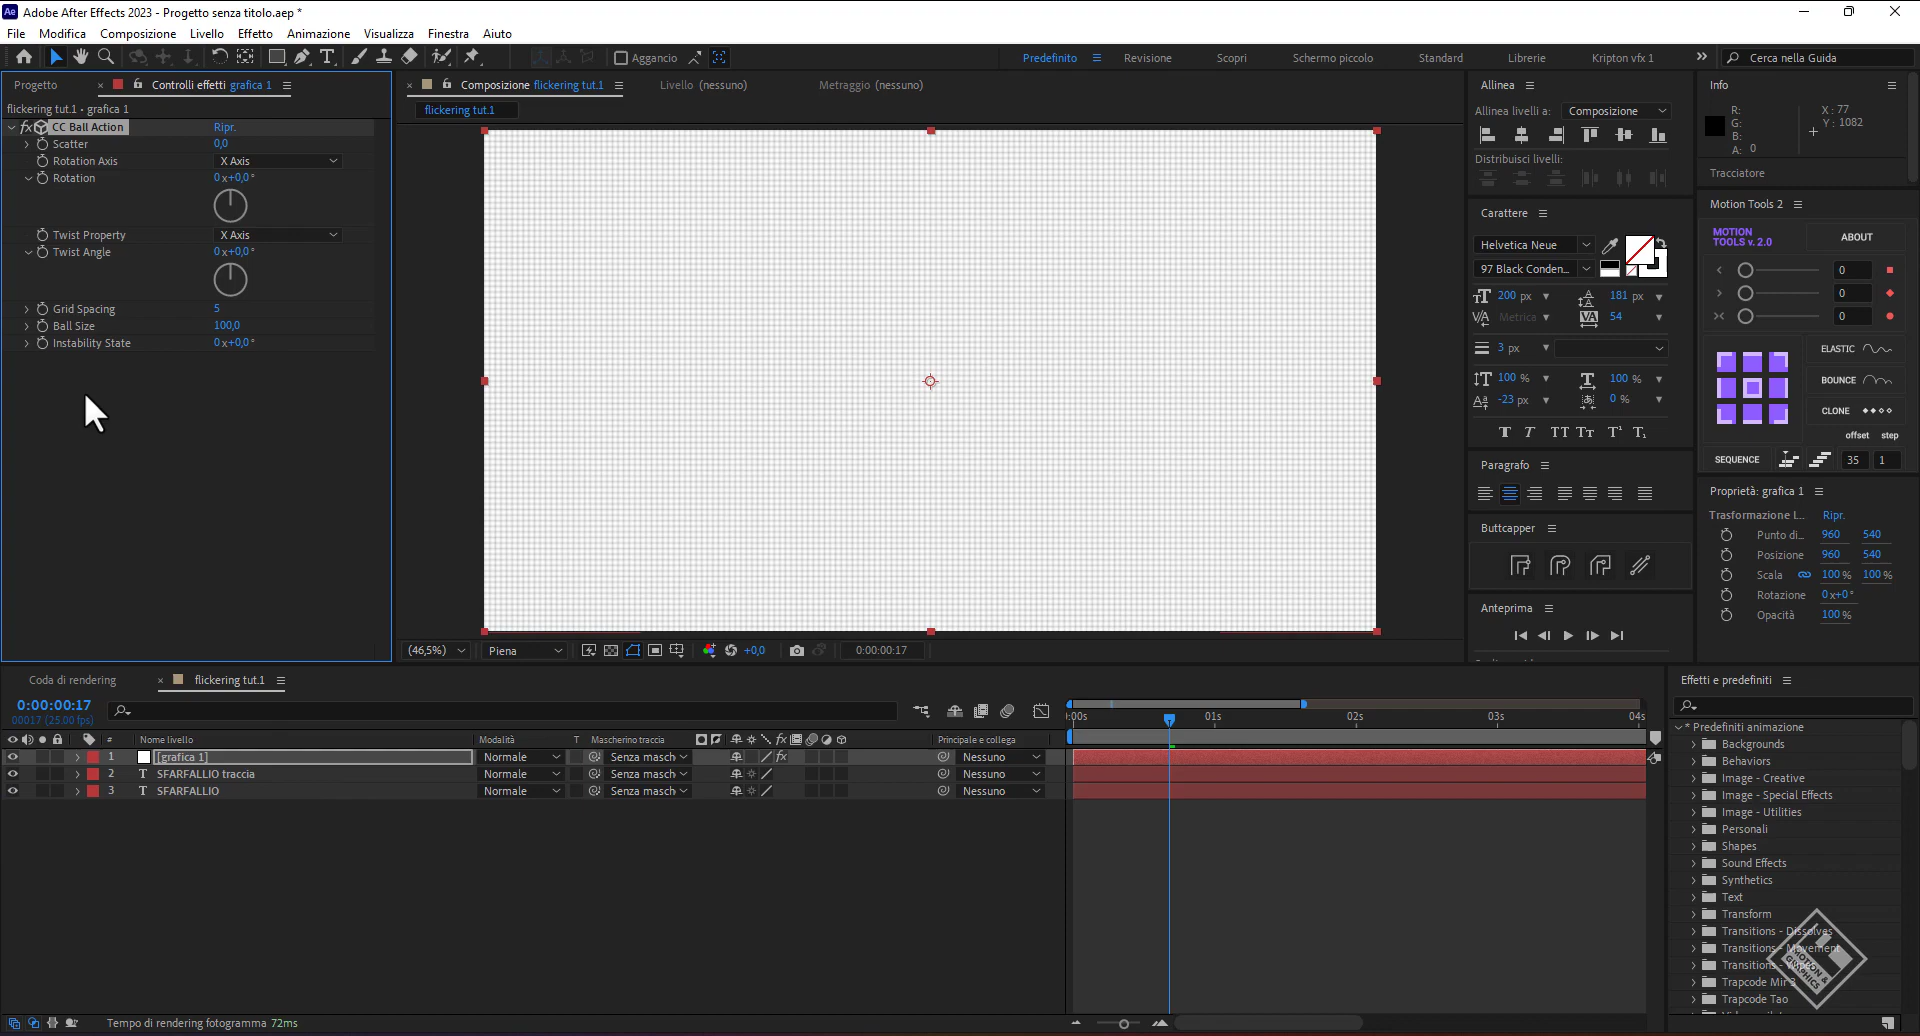 Adobe After Effects 2023 - Progetto senza titolo.aep *
File Modifica Composizione Livello Effetto Animazione Visualizza Finestra Aiuto
Aggancio Predefinito Revisione Scopri Schermo piccolo Standard Librerie Kripton vfx 1 Cerca nella Guida
Progetto Controlli effetti grafica 1
flickering tut.1 • grafica 1
fx CC Ball Action Ripr.
Scatter 0,0
Rotation Axis X Axis
Rotation 0x+0,0°
Twist Property X Axis
Twist Angle 0x+0,0°
Grid Spacing 5
Ball Size 100,0
Instability State 0x+0,0°
Composizione flickering tut.1 Livello (nessuno) Metraggio (nessuno)
flickering tut.1
(46,5%) Piena +0,0 0:00:00:17
Allinea
Allinea livelli a: Composizione
Distribuisci livelli:
Carattere
Helvetica Neue
97 Black Conden...
200 px 181 px
Metrica 54
3 px
100 % 100 %
-23 px 0 %
Paragrafo
Buttcapper
Anteprima
Info
R:
G:
B:
A: 0
X : 77
Y : 1082
Tracciatore
Motion Tools 2
MOTION
TOOLS v. 2.0
ABOUT
0
0
0
ELASTIC
BOUNCE
CLONE
offset step
SEQUENCE 35 1
Proprietà: grafica 1
Trasformazione l... Ripr.
Punto di... 960 540
Posizione 960 540
Scala 100 % 100 %
Rotazione 0x+0°
Opacità 100 %
Coda di rendering flickering tut.1
0:00:00:17
00017 (25.00 fps)
# Nome livello Modalità T Mascherino traccia fx Principale e collega
1 [grafica 1] Normale Senza masch fx Nessuno
2 T SFARFALLIO traccia Normale Senza masch Nessuno
3 T SFARFALLIO Normale Senza masch Nessuno
):00s 01s 02s 03s 04s
Tempo di rendering fotogramma 72ms
Effetti e predefiniti
* Predefiniti animazione
Backgrounds
Behaviors
Image - Creative
Image - Special Effects
Image - Utilities
Personali
Shapes
Sound Effects
Synthetics
Text
Transform
Transitions - Dissolves
Transitions - Movement
Transitions - Wipes
Trapcode Mir 3
Trapcode Tao
MOTION &
GRAPHICS